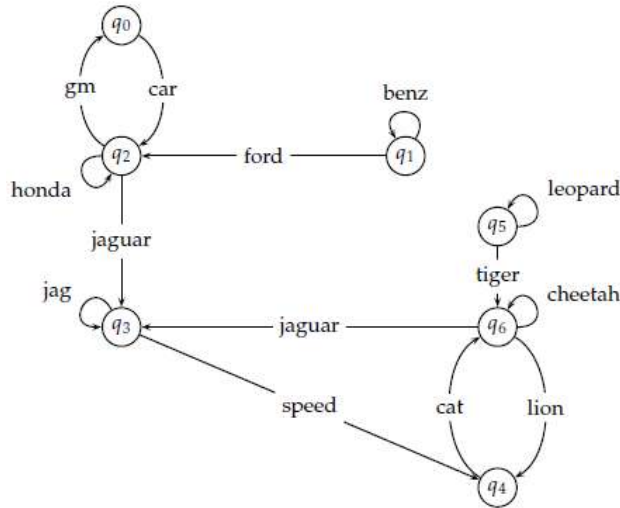 q0
gm car
benz
q2 ford q1
honda
leopard
q5
jaguar
tiger
jag
cheetah
q3 jaguar q6
speed cat lion
q4